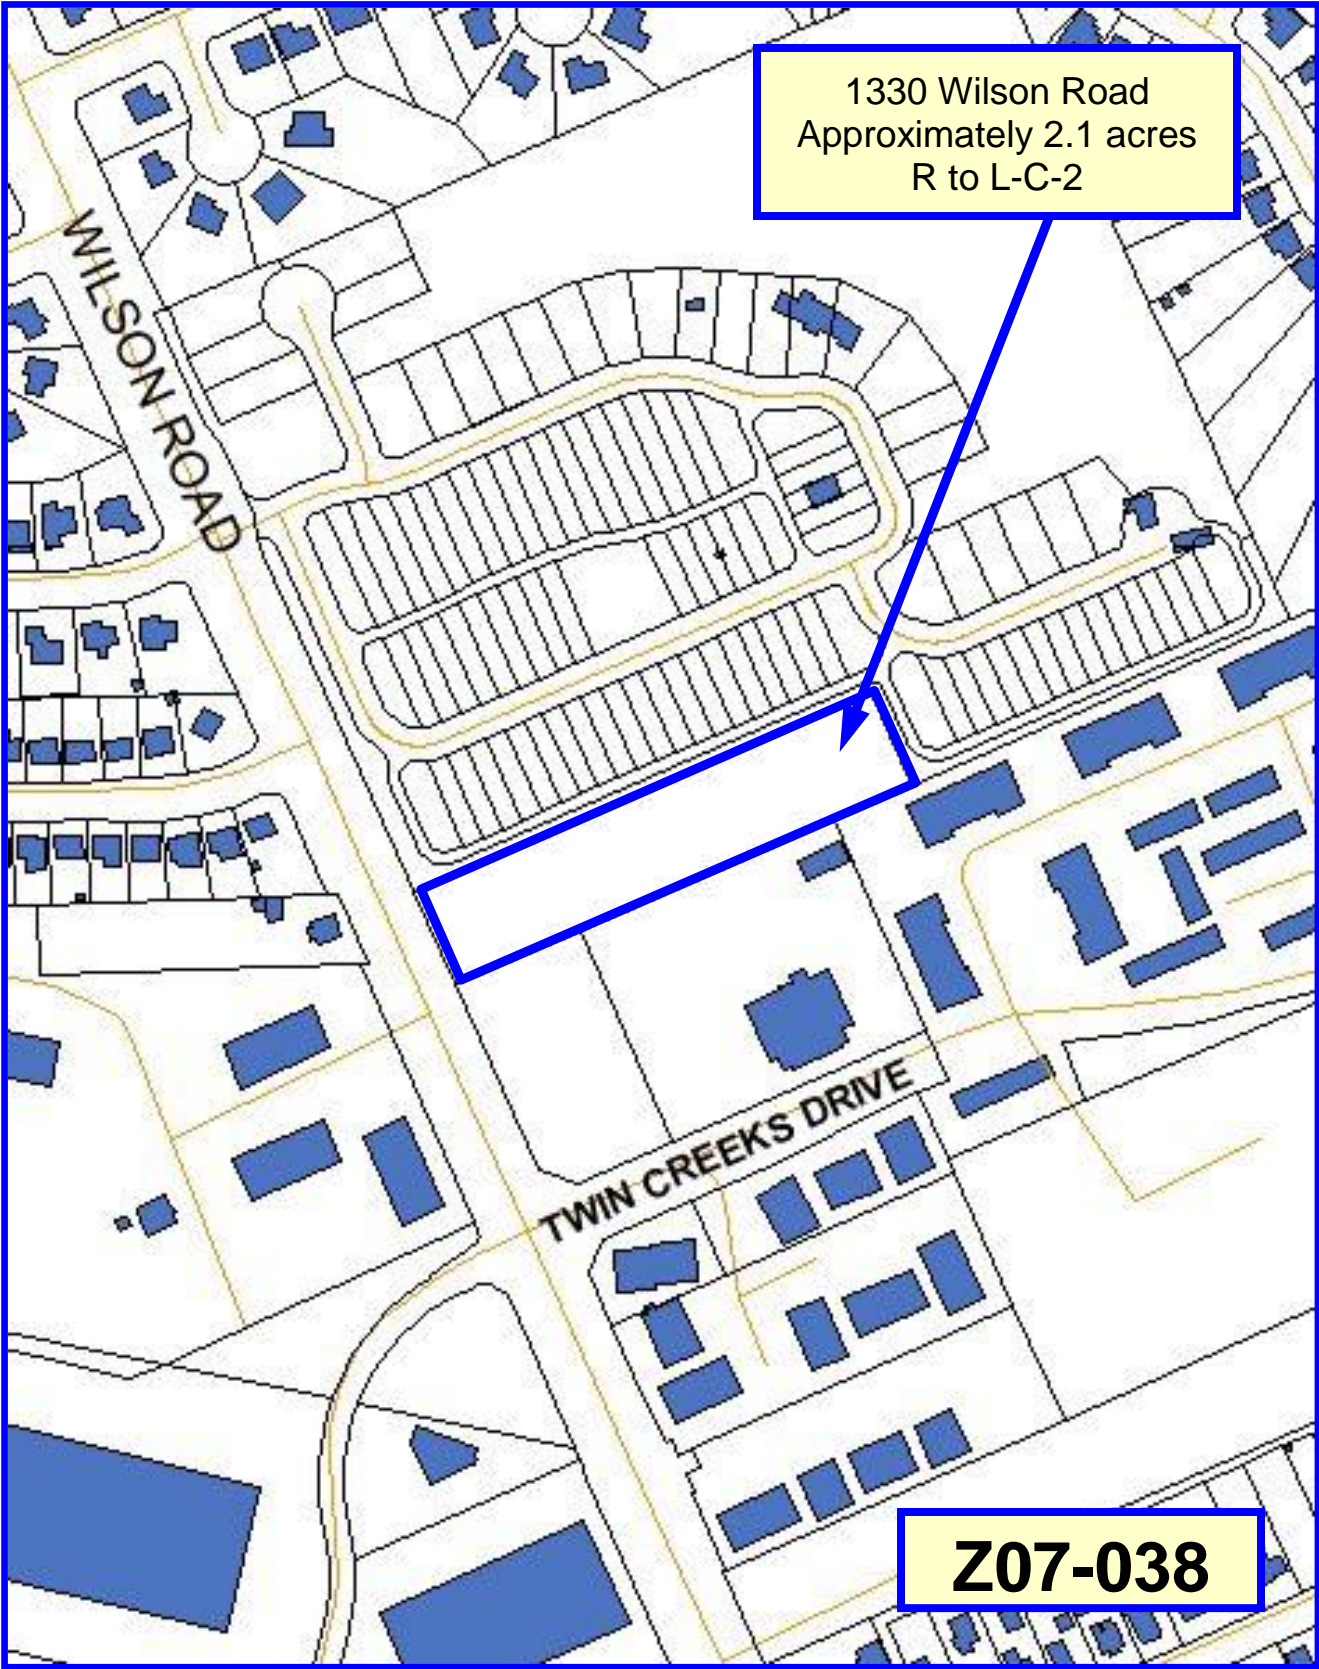 1330 Wilson Road
Approximately 2.1 acres
R to L-C-2
WILSON ROAD
TWIN CREEKS DRIVE
Z07-038